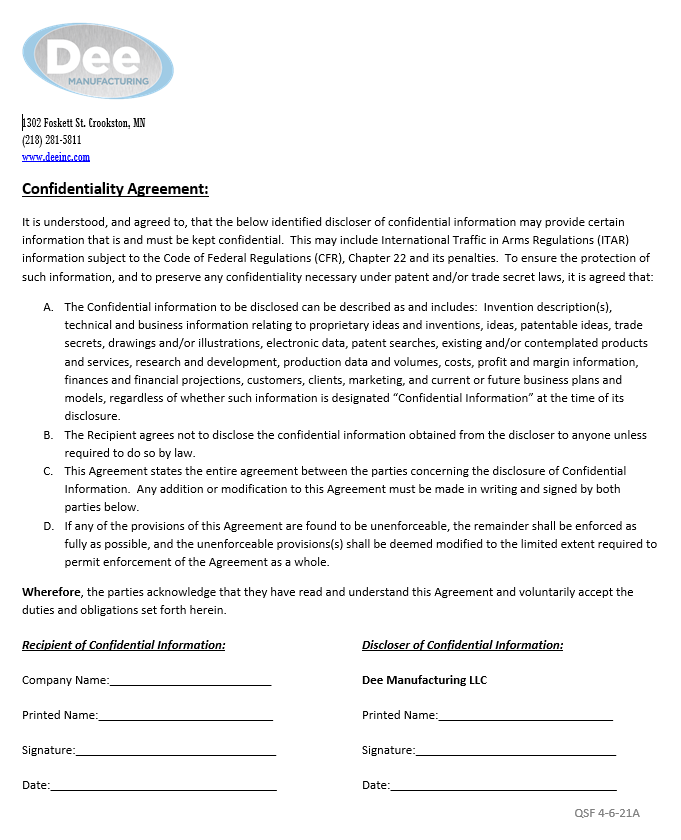 Dee
MANUFACTURING
1302 Foskett St. Crookston, MN
(218) 281-5811
www.deeinc.com
Confidentiality Agreement:
It is understood, and agreed to, that the below identified discloser of confidential information may provide certain
information that is and must be kept confidential.  This may include International Traffic in Arms Regulations (ITAR)
information subject to the Code of Federal Regulations (CFR), Chapter 22 and its penalties.  To ensure the protection of
such information, and to preserve any confidentiality necessary under patent and/or trade secret laws, it is agreed that:
A. The Confidential information to be disclosed can be described as and includes:  Invention description(s),
technical and business information relating to proprietary ideas and inventions, ideas, patentable ideas, trade
secrets, drawings and/or illustrations, electronic data, patent searches, existing and/or contemplated products
and services, research and development, production data and volumes, costs, profit and margin information,
finances and financial projections, customers, clients, marketing, and current or future business plans and
models, regardless of whether such information is designated “Confidential Information” at the time of its
disclosure.
B. The Recipient agrees not to disclose the confidential information obtained from the discloser to anyone unless
required to do so by law.
C. This Agreement states the entire agreement between the parties concerning the disclosure of Confidential
Information.  Any addition or modification to this Agreement must be made in writing and signed by both
parties below.
D. If any of the provisions of this Agreement are found to be unenforceable, the remainder shall be enforced as
fully as possible, and the unenforceable provisions(s) shall be deemed modified to the limited extent required to
permit enforcement of the Agreement as a whole.
Wherefore, the parties acknowledge that they have read and understand this Agreement and voluntarily accept the
duties and obligations set forth herein.
Recipient of Confidential Information: Discloser of Confidential Information:
Company Name:__________________________ Dee Manufacturing LLC
Printed Name:____________________________ Printed Name:____________________________
Signature:________________________________ Signature:________________________________
Date:____________________________________ Date:____________________________________
QSF 4-6-21A